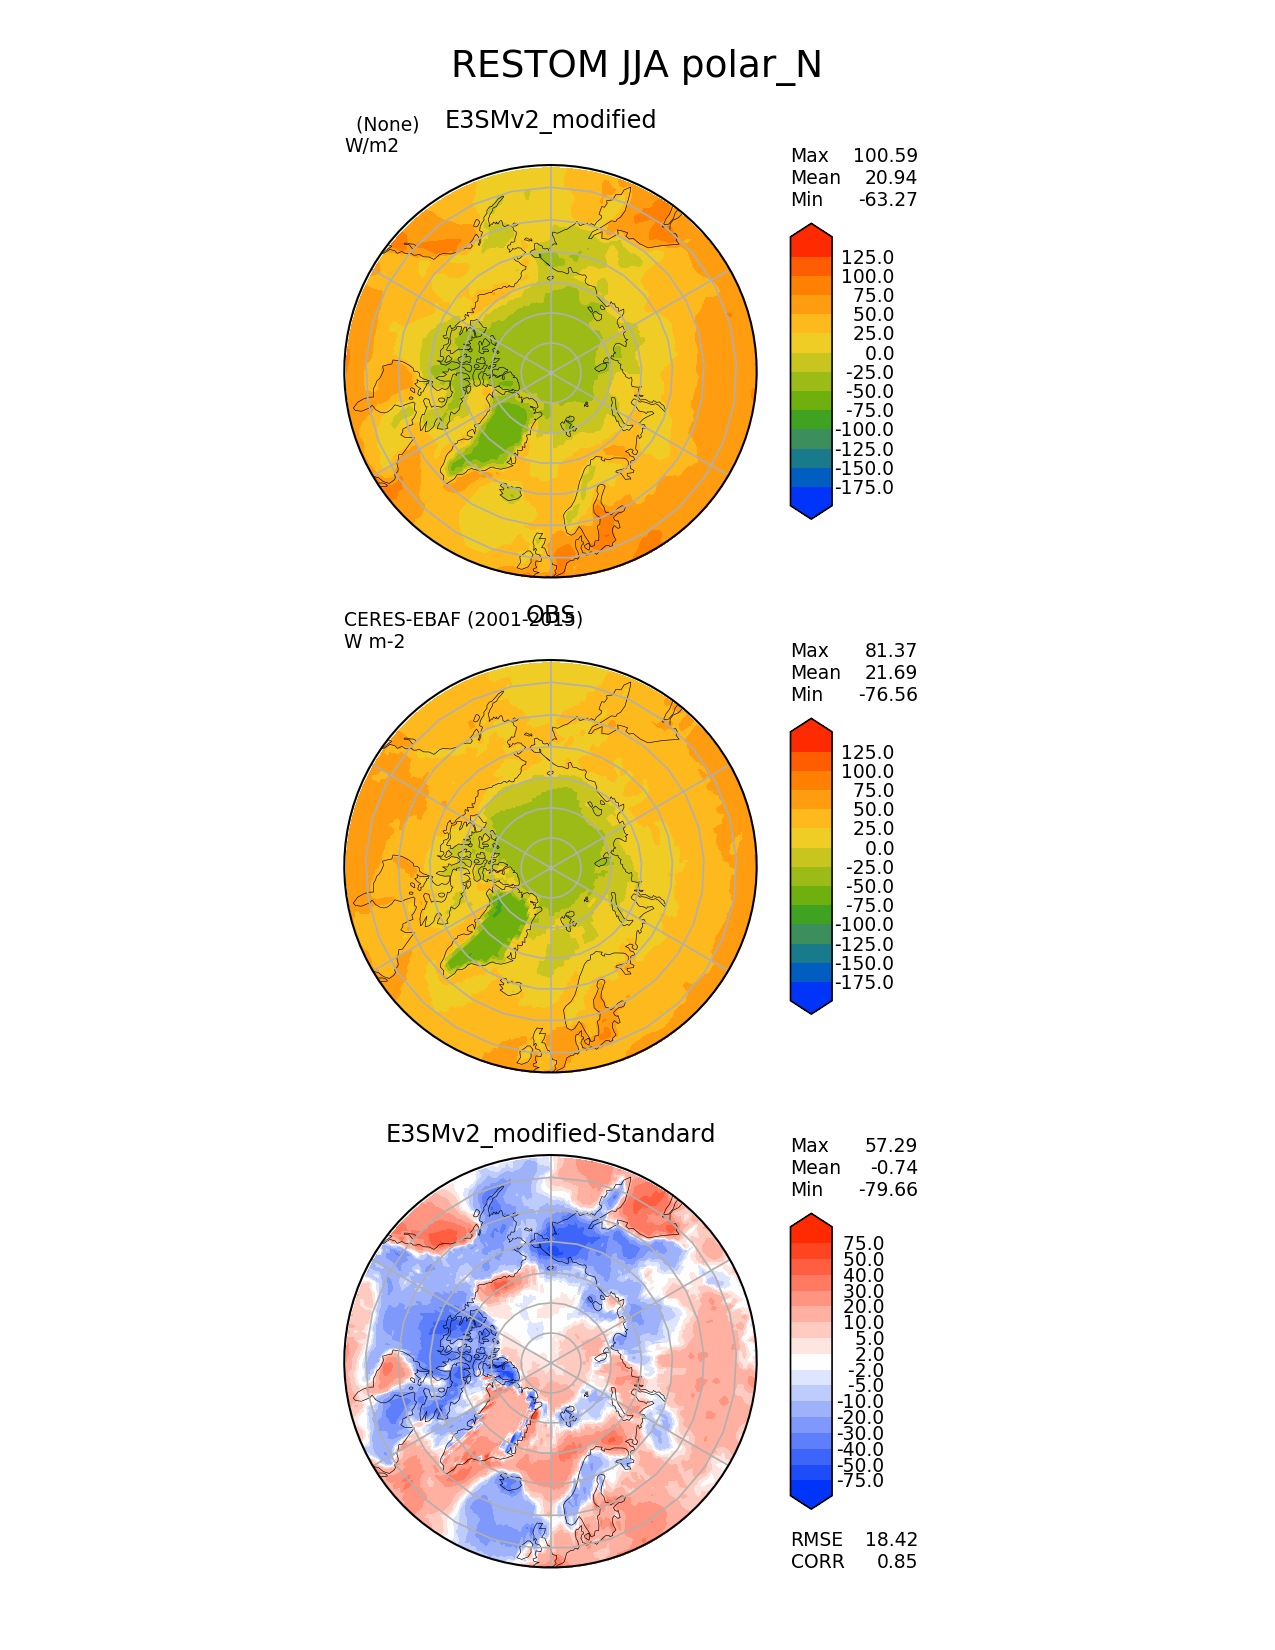 RESTOM JJA polar_N
E3SMv2_modified
(None)
W/m2
Max 100.59
Mean 20.94
Min -63.27
125.0
100.0
75.0
50.0
25.0
0.0
-25.0
-50.0
-75.0
-100.0
-125.0
-150.0
-175.0
OBS
CERES-EBAF (2001-2015)
W m-2
Max 81.37
Mean 21.69
Min -76.56
125.0
100.0
75.0
50.0
25.0
0.0
-25.0
-50.0
-75.0
-100.0
-125.0
-150.0
-175.0
E3SMv2_modified-Standard
Max 57.29
Mean -0.74
Min -79.66
75.0
50.0
40.0
30.0
20.0
10.0
5.0
2.0
-2.0
-5.0
-10.0
-20.0
-30.0
-40.0
-50.0
-75.0
RMSE 18.42
CORR 0.85